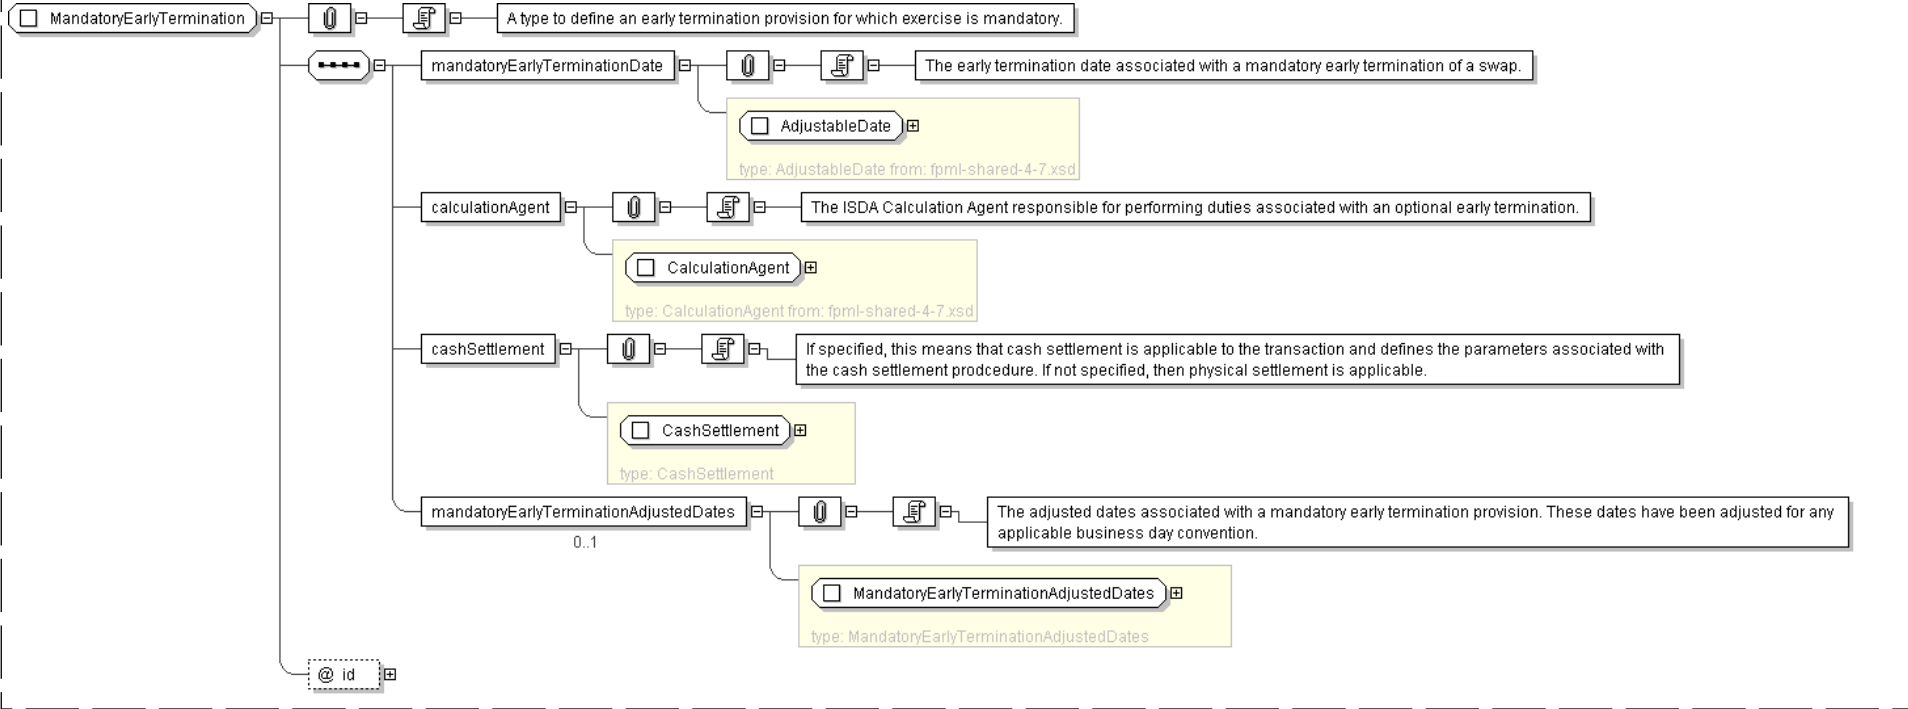 MandatoryEarlyTermination
A type to define an early termination provision for which exercise is mandatory.
mandatoryEarlyTerminationDate
The early termination date associated with a mandatory early termination of a swap.
AdjustableDate
type: AdjustableDate from: fpml-shared-4-7.xsd
calculationAgent
The ISDA Calculation Agent responsible for performing duties associated with an optional early termination.
CalculationAgent
type: CalculationAgent from: fpml-shared-4-7.xsd
cashSettlement
If specified, this means that cash settlement is applicable to the transaction and defines the parameters associated with
the cash settlement prodcedure. If not specified, then physical settlement is applicable.
CashSettlement
type: CashSettlement
mandatoryEarlyTerminationAdjustedDates
0..1
The adjusted dates associated with a mandatory early termination provision. These dates have been adjusted for any
applicable business day convention.
MandatoryEarlyTerminationAdjustedDates
type: MandatoryEarlyTerminationAdjustedDates
@ id